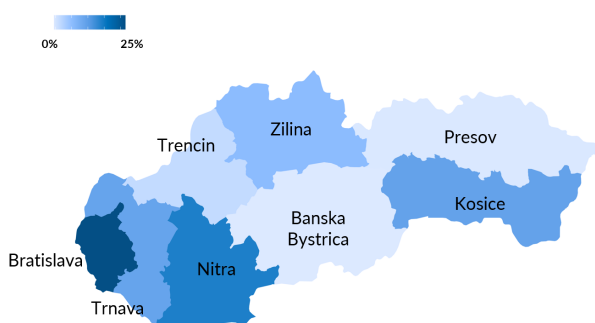 0% 25%
Zilina
Presov
Trencin
Kosice
Banska
Bystrica
Bratislava
Nitra
Trnava